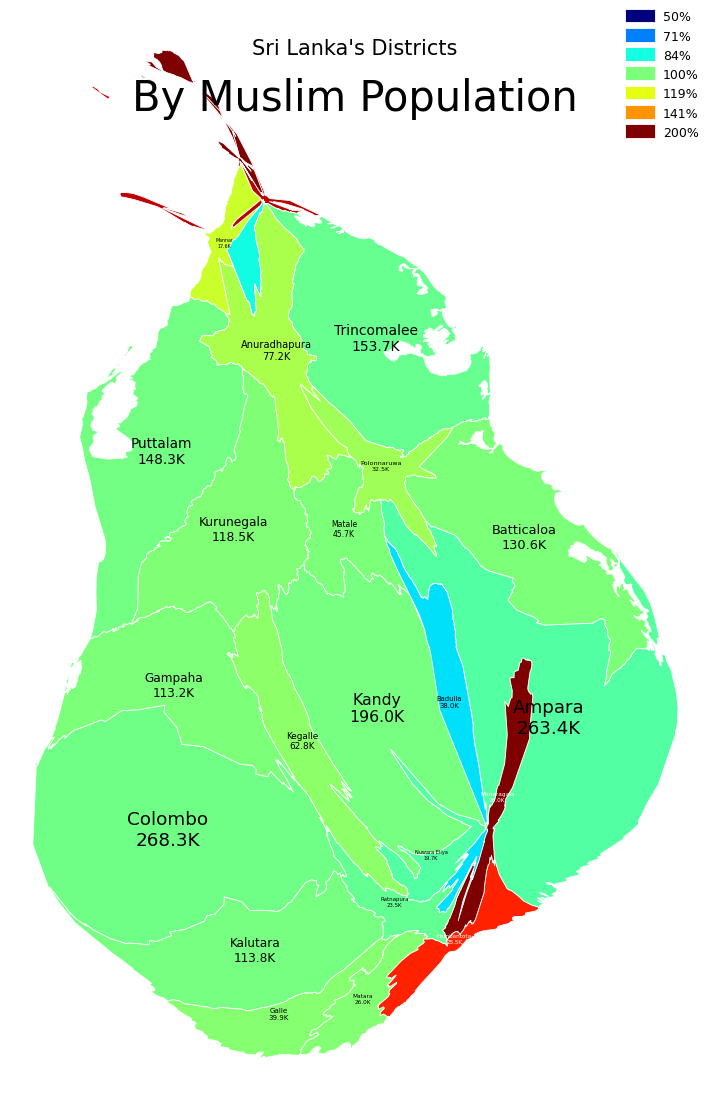 50%
71%
84%
100%
119%
141%
200%
Sri Lanka's Districts
By Muslim Population
Mannar
17.6K
Trincomalee
153.7K
Anuradhapura
77.2K
Puttalam
148.3K
Polonnaruwa
32.5K
Kurunegala
118.5K
Matale
45.7K
Batticaloa
130.6K
Gampaha
113.2K
Kandy
196.0K
Badulla
38.0K
Ampara
263.4K
Kegalle
62.8K
Colombo
268.3K
Nuwara Eliya
19.7K
Ratnapura
23.5K
Kalutara
113.8K
Hambantota
25.5K
Matara
26.0K
Galle
39.9K